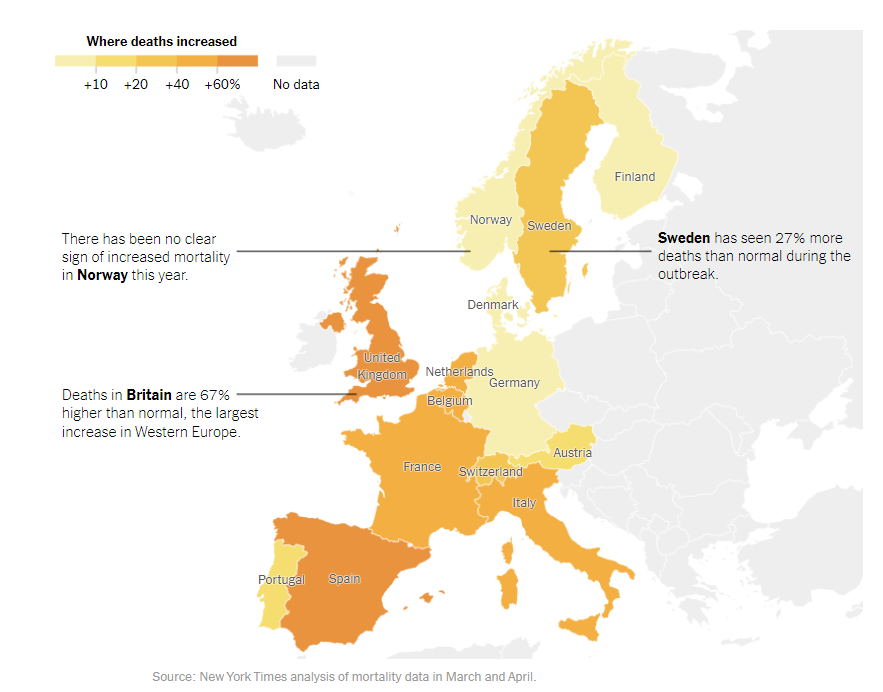 Where deaths increased
+10 +20 +40 +60% No data
Finland
Norway
Sweden
There has been no clear
sign of increased mortality
in Norway this year.
Sweden has seen 27% more
deaths than normal during the
outbreak.
Denmark
United
Kingdom
Netherlands
Germany
Deaths in Britain are 67%
higher than normal, the largest
increase in Western Europe.
Belgium
Austria
France
Switzerland
Italy
Portugal
Spain
Source: New York Times analysis of mortality data in March and April.